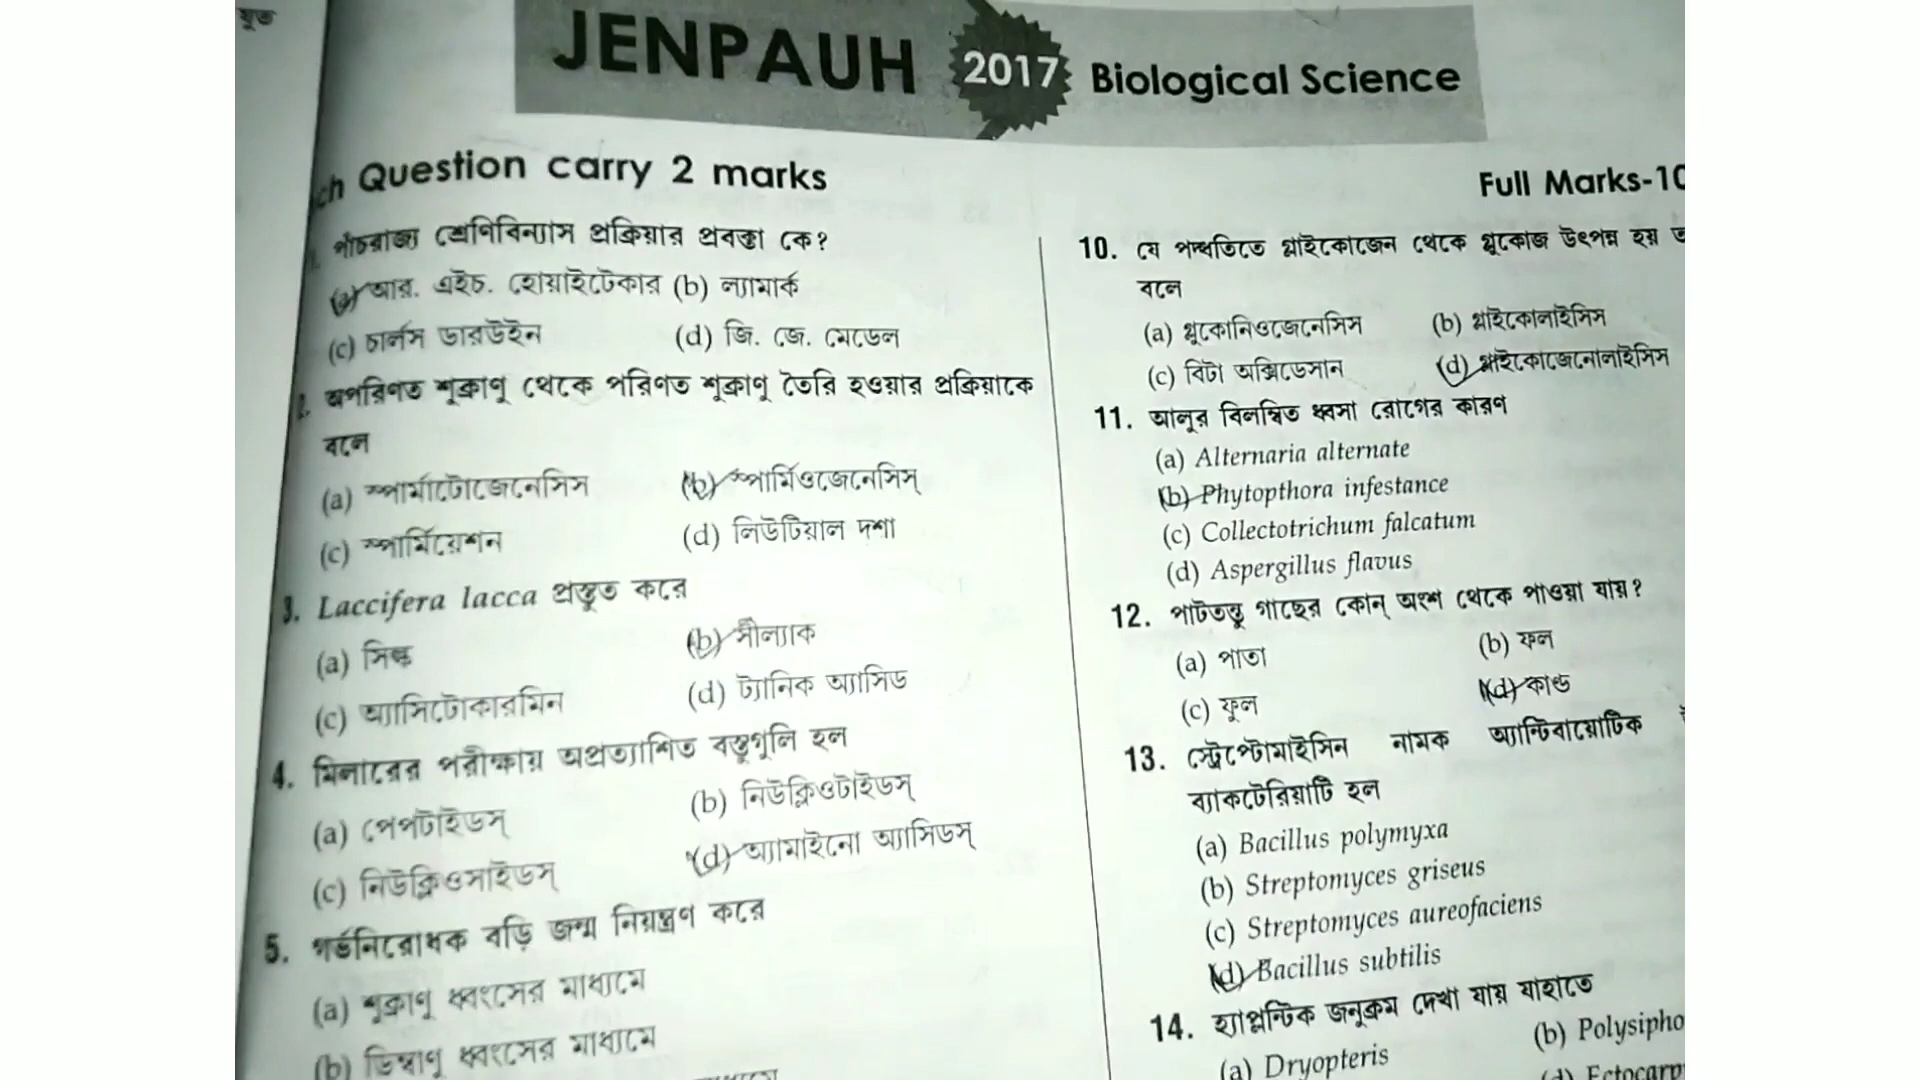 যুত
JENPAUH 2017 Biological Science
ch Question carry 2 marks
Full Marks-10
1. পাঁচরাজ্য শ্রেণিবিন্যাস প্রক্রিয়ার প্রবক্তা কে?
(a) আর. এইচ. হোয়াইটেকার (b) ল্যামার্ক
(c) চার্লস ডারউইন (d) জি. জে. মেন্ডেল
2. অপরিণত শুক্রাণু থেকে পরিণত শুক্রাণু তৈরি হওয়ার প্রক্রিয়াকে
বলে
(a) স্পার্মাটোজেনেসিস (b) স্পার্মিওজেনেসিস্
(c) স্পার্মিয়েশন (d) লিউটিয়াল দশা
3. Laccifera lacca প্রস্তুত করে
(a) সিল্ক (b) সীল্যাক
(c) অ্যাসিটোকারমিন (d) ট্যানিক অ্যাসিড
4. মিলারের পরীক্ষায় অপ্রত্যাশিত বস্তুগুলি হল
(a) পেপটাইডস্ (b) নিউক্লিওটাইডস্
(c) নিউক্লিওসাইডস্ (d) অ্যামাইনো অ্যাসিডস্
5. গর্ভনিরোধক বড়ি জন্ম নিয়ন্ত্রণ করে
(a) শুক্রাণু ধ্বংসের মাধ্যমে
(b) ডিম্বাণু ধ্বংসের মাধ্যমে
10. যে পদ্ধতিতে গ্লাইকোজেন থেকে গ্লুকোজ উৎপন্ন হয়
বলে
(a) গ্লুকোনিওজেনেসিস (b) গ্লাইকোলাইসিস
(c) বিটা অক্সিডেসান (d) গ্লাইকোজেনোলাইসিস
11. আলুর বিলম্বিত ধ্বসা রোগের কারণ
(a) Alternaria alternate
(b) Phytopthora infestance
(c) Collectotrichum falcatum
(d) Aspergillus flavus
12. পাটতন্তু গাছের কোন্ অংশ থেকে পাওয়া যায়?
(a) পাতা (b) ফল
(c) ফুল (d) কাণ্ড
13. স্ট্রেপ্টোমাইসিন নামক অ্যান্টিবায়োটিক
ব্যাকটেরিয়াটি হল
(a) Bacillus polymyxa
(b) Streptomyces griseus
(c) Streptomyces aureofaciens
(d) Bacillus subtilis
14. হ্যাপ্লন্টিক জনুক্রম দেখা যায় যাহাতে
(a) Dryopteris (b) Polysipho
(d) Ectocarp